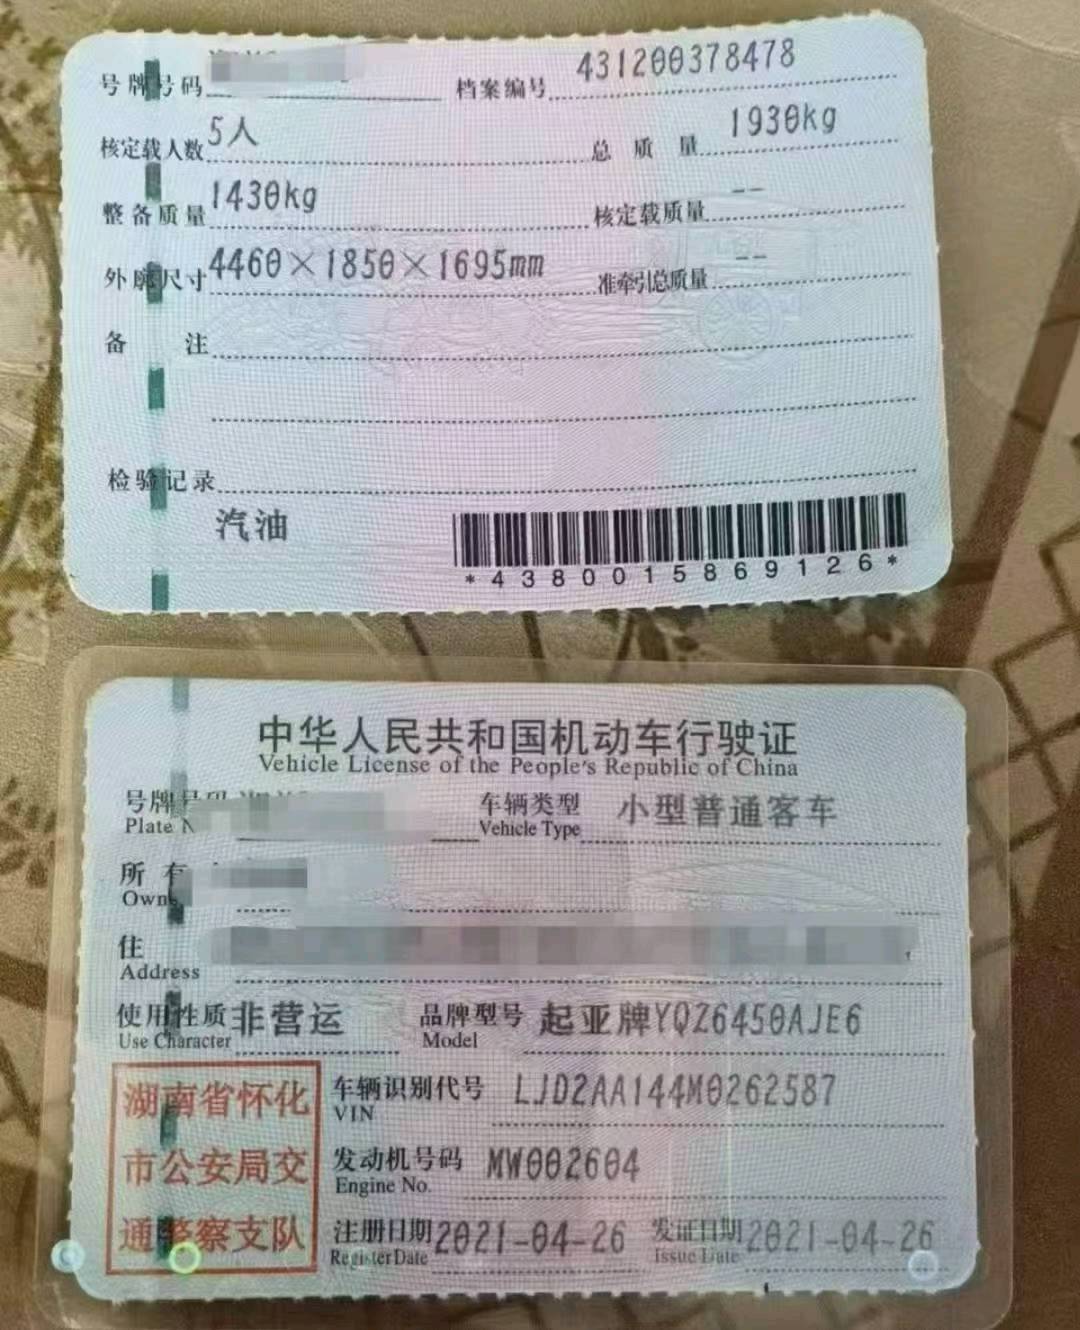 号牌号码 档案编号 431200378478
核定载人数 5人 总质量 1930kg
整备质量 1430kg 核定载质量 --
外廓尺寸 4460×1850×1695mm 准牵引总质量 --
备注
检验记录
汽油
*4380015869126*
中华人民共和国机动车行驶证
Vehicle License of the People's Republic of China
号牌号码 车辆类型 小型普通客车
Plate N Vehicle Type
所有
Own
住
Address
使用性质 非营运 品牌型号 起亚牌YQZ6450AJE6
Use Character Model
湖南省怀化
市公安局交
通警察支队
车辆识别代号 LJD2AA144M0262587
VIN
发动机号码 MW002604
Engine No.
注册日期 2021-04-26 发证日期 2021-04-26
Register Date Issue Date